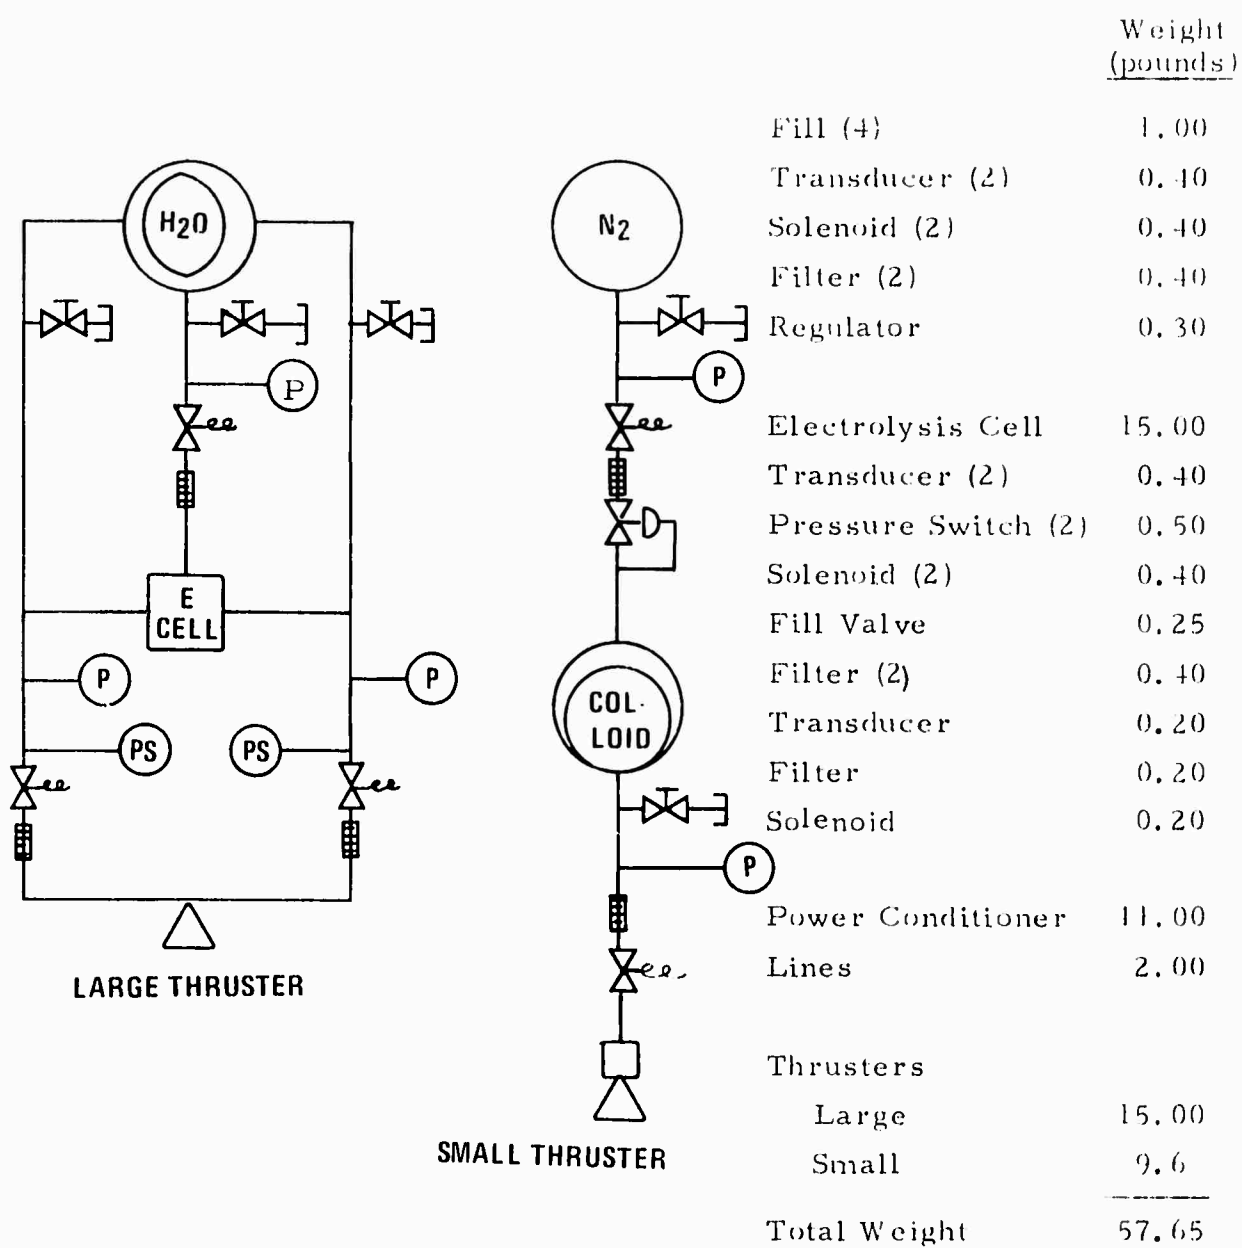 H2O
P
E
CELL
P
P
PS
PS
LARGE THRUSTER
N2
P
COL-
LOID
P
SMALL THRUSTER
Weight
(pounds)
Fill (4) 1.00
Transducer (2) 0.40
Solenoid (2) 0.40
Filter (2) 0.40
Regulator 0.30
Electrolysis Cell 15.00
Transducer (2) 0.40
Pressure Switch (2) 0.50
Solenoid (2) 0.40
Fill Valve 0.25
Filter (2) 0.40
Transducer 0.20
Filter 0.20
Solenoid 0.20
Power Conditioner 11.00
Lines 2.00
Thrusters
Large 15.00
Small 9.6
Total Weight 57.65